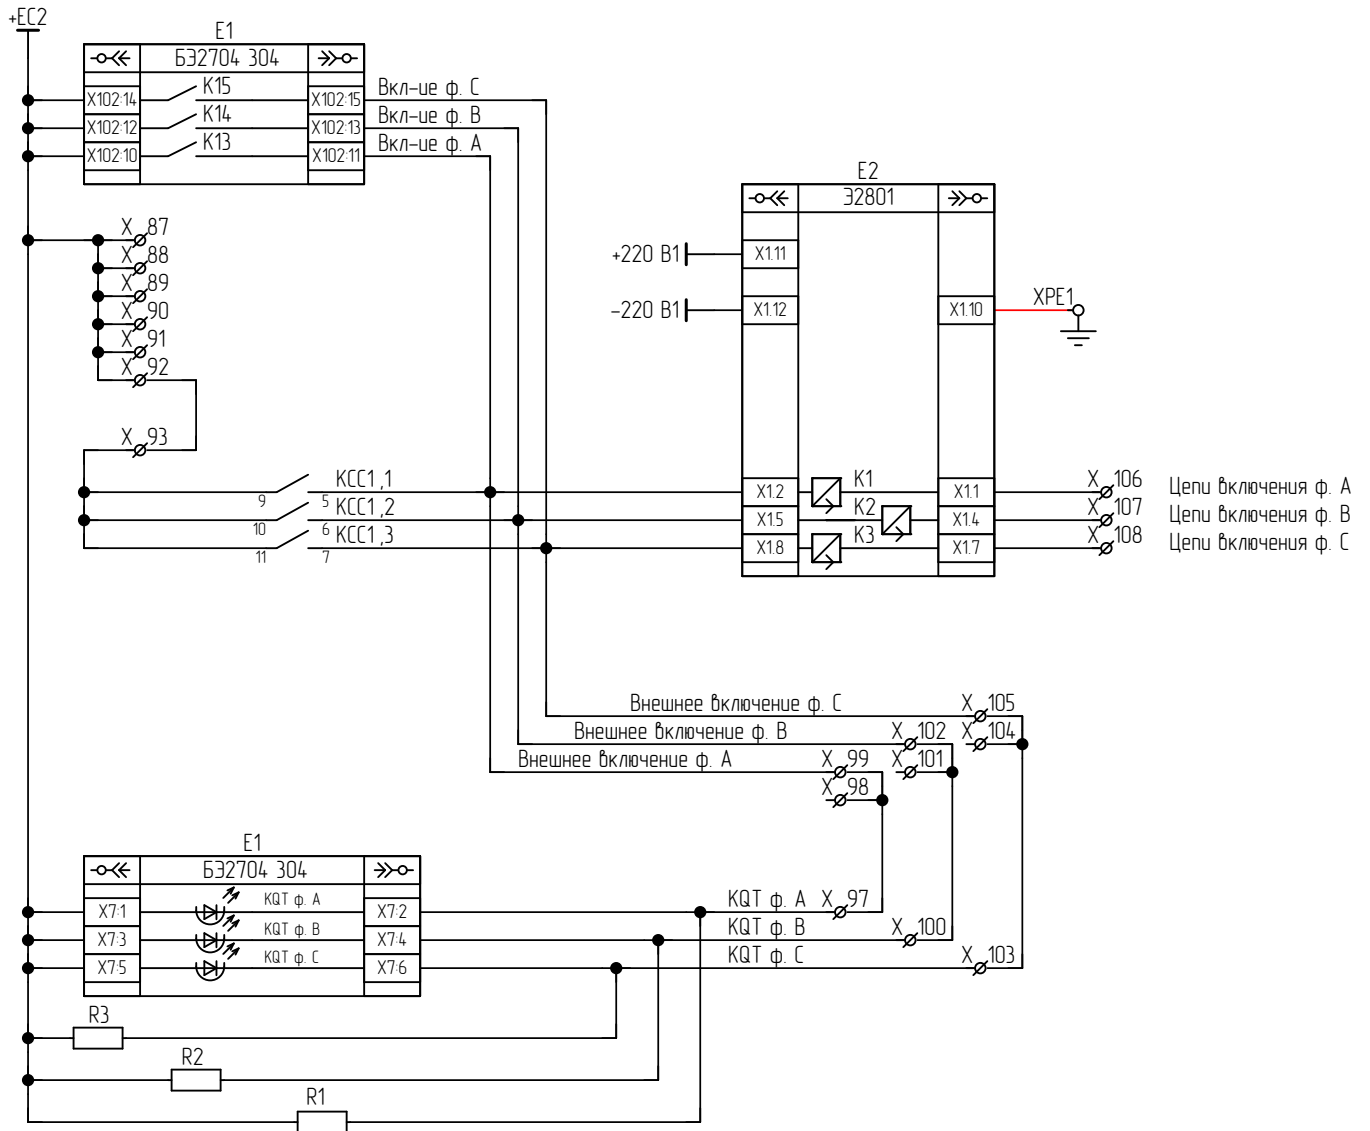 +EC2
E1
БЭ2704 304
X102:14 K15 X102:15 Вкл-ие ф. C
X102:12 K14 X102:13 Вкл-ие ф. B
X102:10 K13 X102:11 Вкл-ие ф. A
E2
Э2801
+220 В1 X1.11
-220 В1 X1.12 X1.10 XPE1
X 87
X 88
X 89
X 90
X 91
X 92
X 93
9 KCC1,1 5 X1.2 K1 X1.1 X 106 Цепи включения ф. A
10 KCC1,2 6 X1.5 K2 X1.4 X 107 Цепи включения ф. B
11 KCC1,3 7 X1.8 K3 X1.7 X 108 Цепи включения ф. C
Внешнее включение ф. C X 105
Внешнее включение ф. B X 102 X 104
Внешнее включение ф. A X 99 X 101
X 98
E1
БЭ2704 304
X7:1 KQT ф. A X7:2 KQT ф. A X 97
X7:3 KQT ф. B X7:4 KQT ф. B X 100
X7:5 KQT ф. C X7:6 KQT ф. C X 103
R3
R2
R1